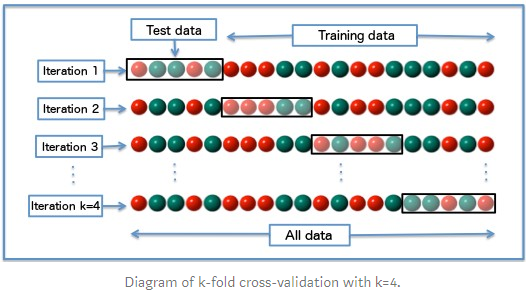 Test data
Training data
Iteration 1
Iteration 2
Iteration 3
Iteration k=4
All data
Diagram of k-fold cross-validation with k=4.